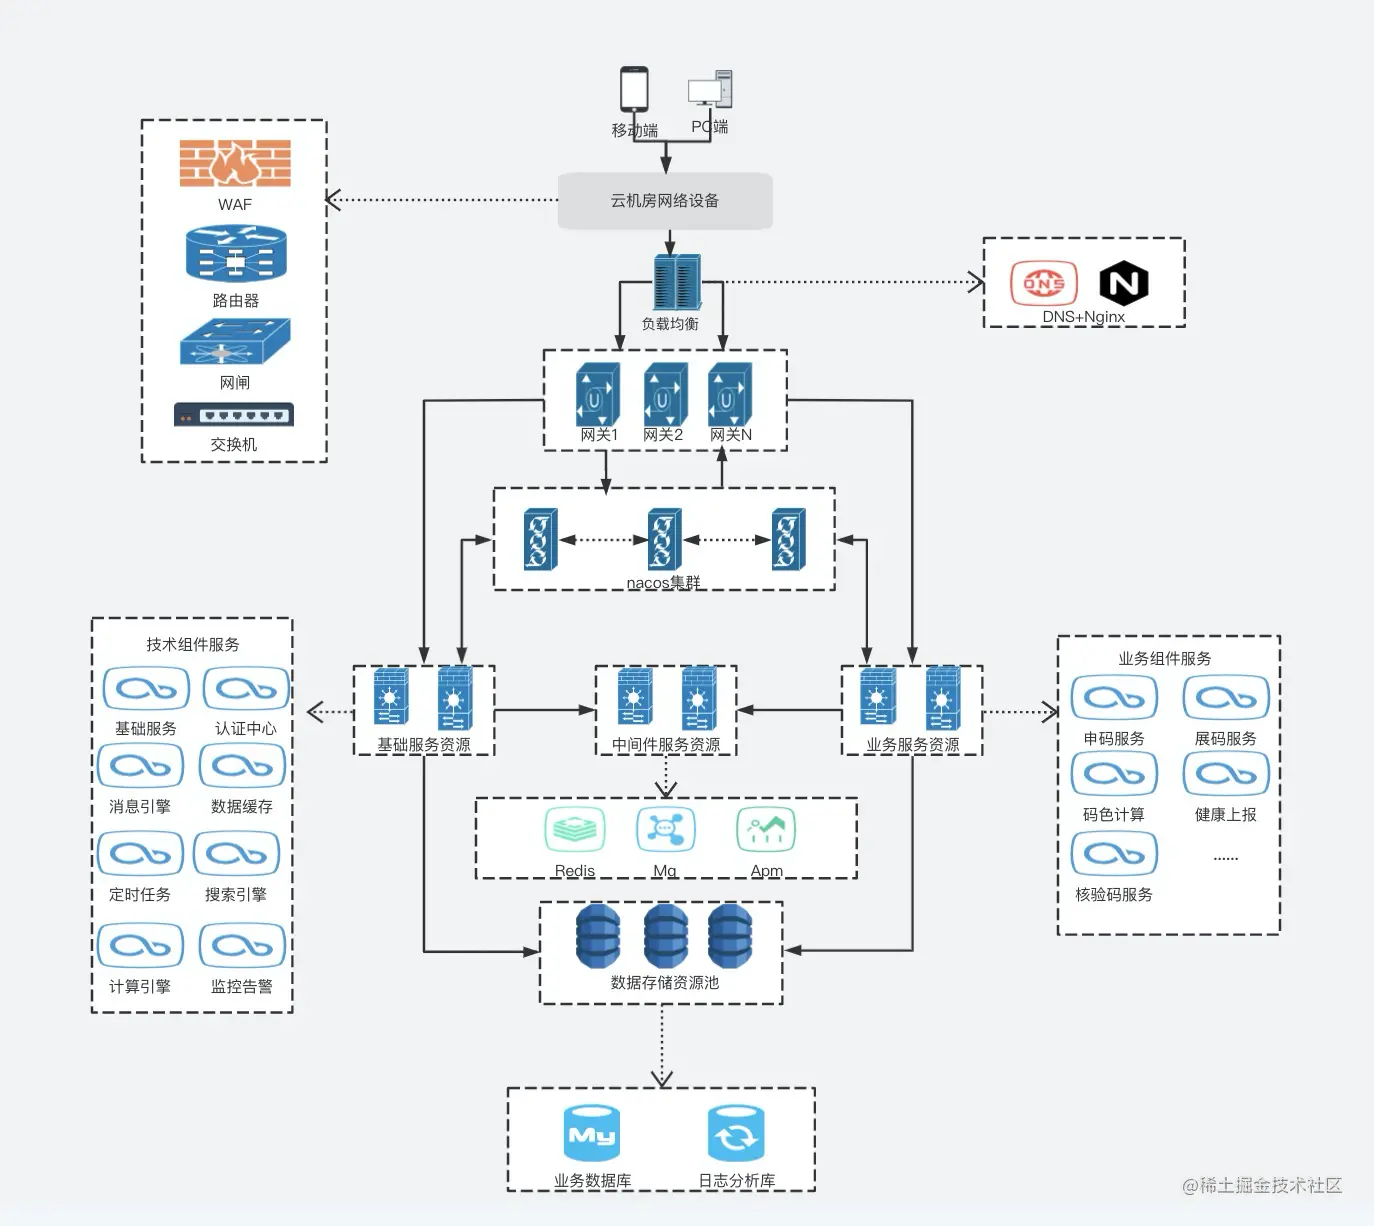 移动端
PC端
WAF
云机房网络设备
路由器
DNS
N
DNS+Nginx
负载均衡
网闸
U
U
U
网关1
网关2
网关N
交换机
nacos集群
技术组件服务
基础服务
认证中心
消息引擎
数据缓存
定时任务
搜索引擎
计算引擎
监控告警
基础服务资源
中间件服务资源
业务服务资源
业务组件服务
申码服务
展码服务
码色计算
健康上报
核验码服务
......
Redis
Mq
Apm
数据存储资源池
My
业务数据库
日志分析库
@稀土掘金技术社区